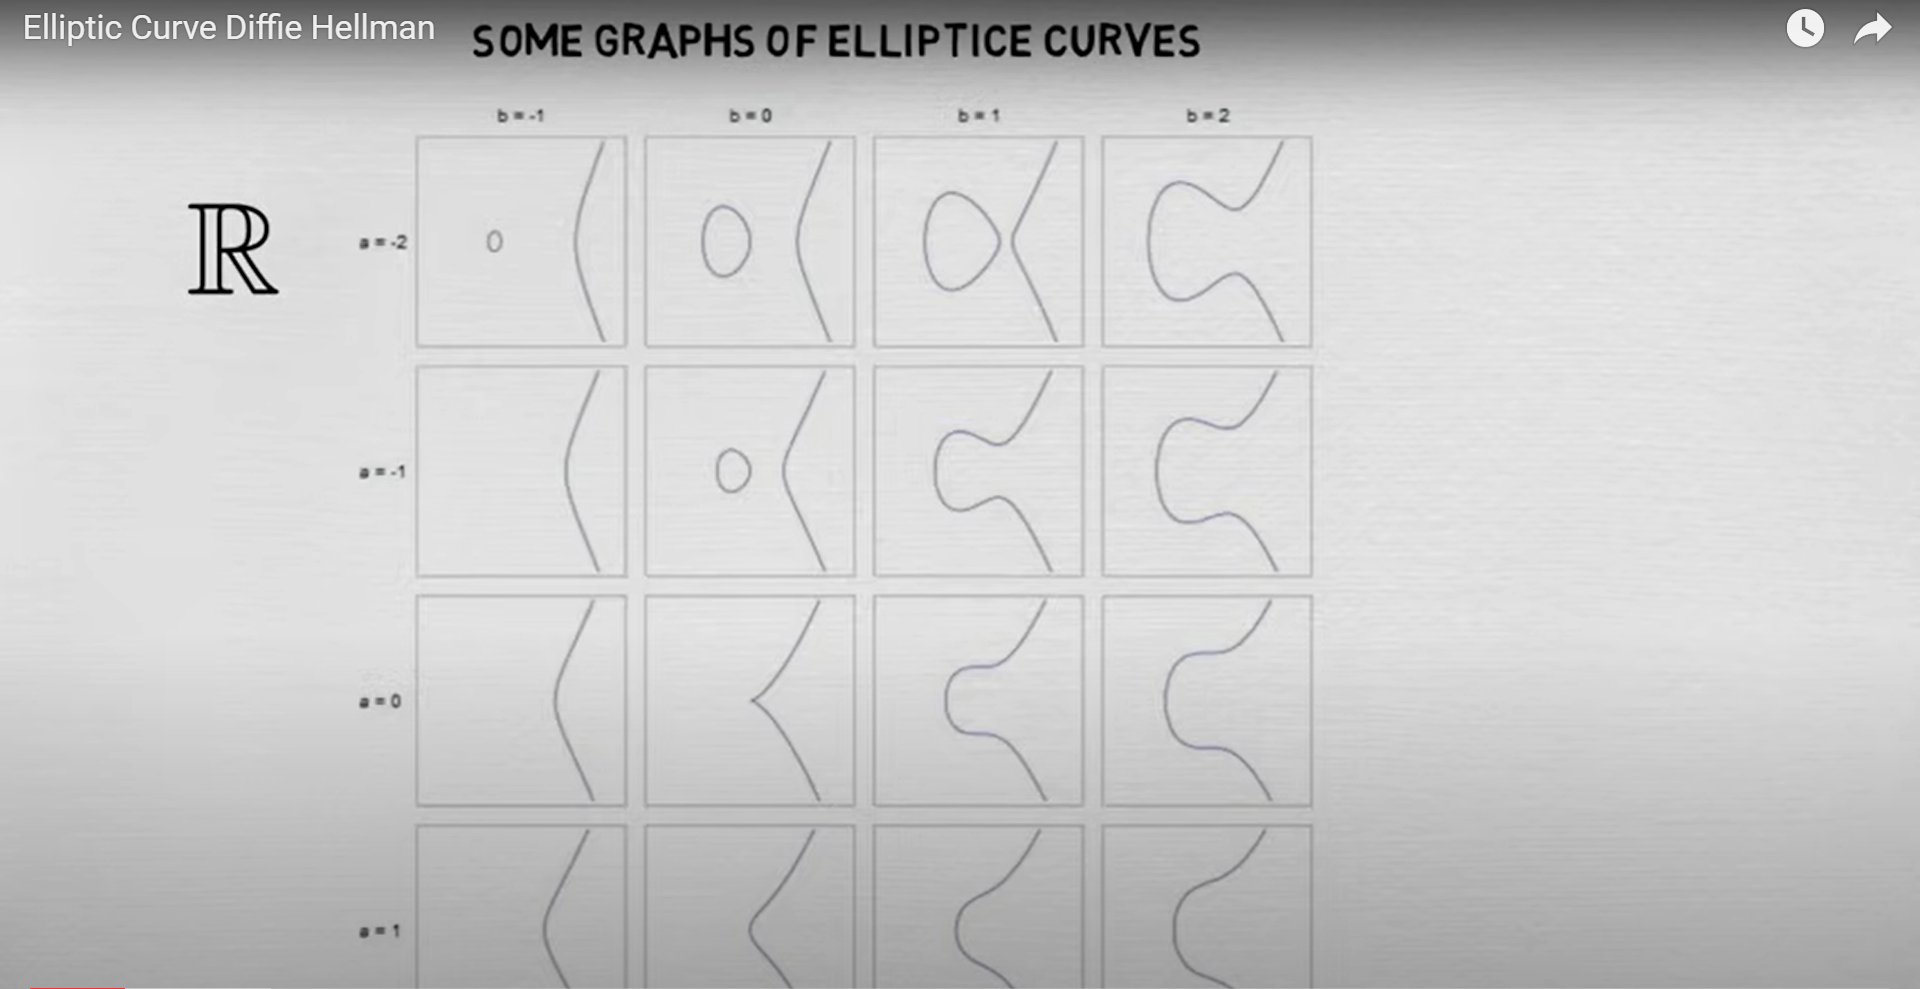 Elliptic Curve Diffie Hellman
SOME GRAPHS OF ELLIPTICE CURVES
b = -1 b = 0 b = 1 b = 2
ℝ
a = -2
a = -1
a = 0
a = 1